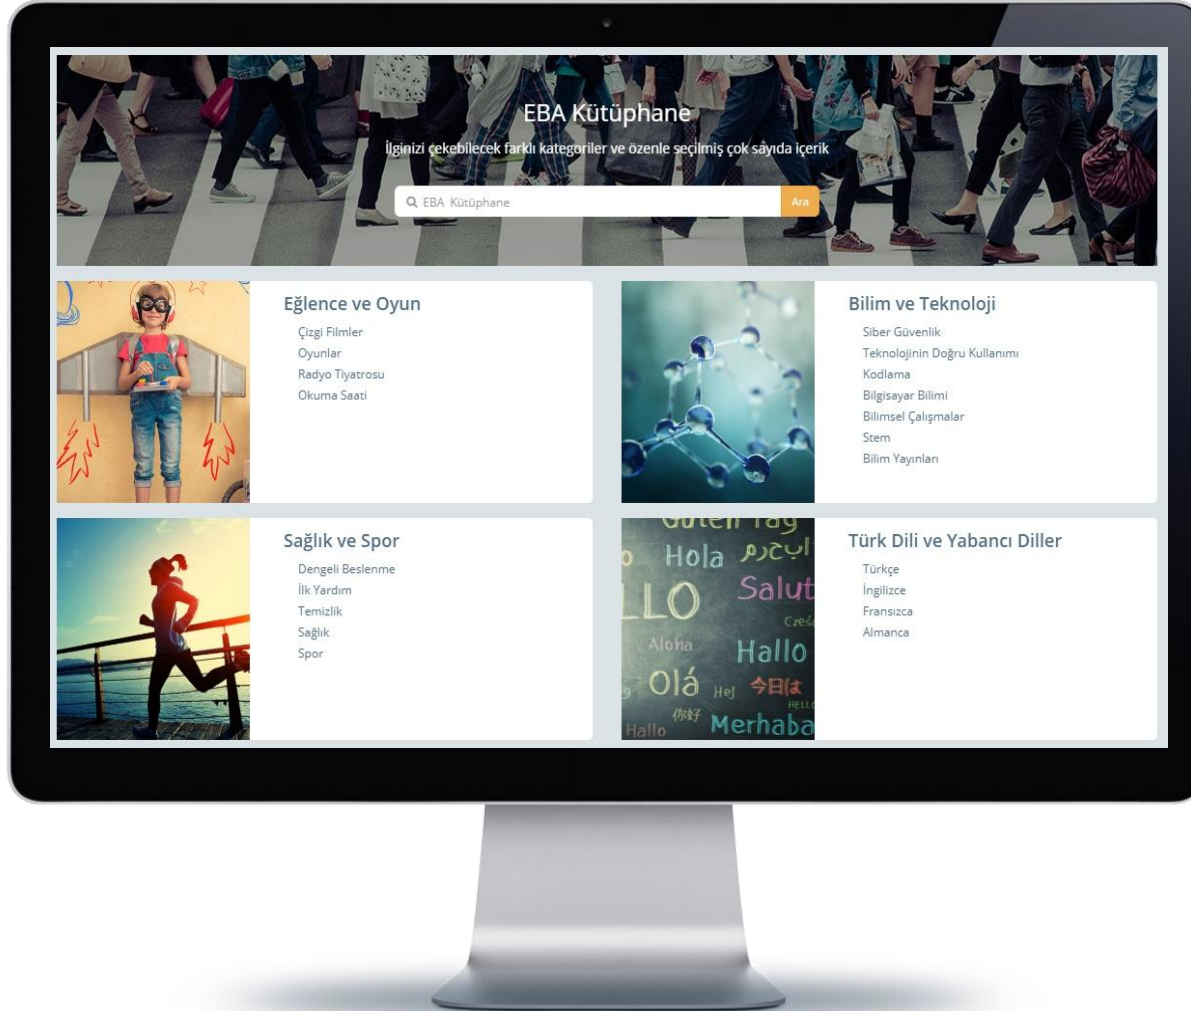 EBA Kütüphane
İlginizi çekebilecek farklı kategoriler ve özenle seçilmiş çok sayıda içerik
EBA Kütüphane
Ara
Eğlence ve Oyun
Çizgi Filmler
Oyunlar
Radyo Tiyatrosu
Okuma Saati
Bilim ve Teknoloji
Siber Güvenlik
Teknolojinin Doğru Kullanımı
Kodlama
Bilgisayar Bilimi
Bilimsel Çalışmalar
Stem
Bilim Yayınları
Sağlık ve Spor
Dengeli Beslenme
İlk Yardım
Temizlik
Sağlık
Spor
Guten Tag
Hola
Salut
LLO
Aloha
Hallo
Olá
Hej
今日は
HELLO
你好
Hallo
Merhaba
Türk Dili ve Yabancı Diller
Türkçe
İngilizce
Fransızca
Almanca